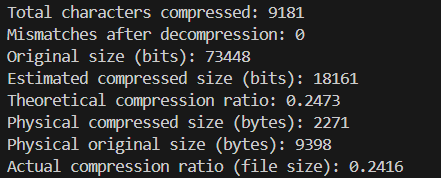 Total characters compressed: 9181
Mismatches after decompression: 0
Original size (bits): 73448
Estimated compressed size (bits): 18161
Theoretical compression ratio: 0.2473
Physical compressed size (bytes): 2271
Physical original size (bytes): 9398
Actual compression ratio (file size): 0.2416